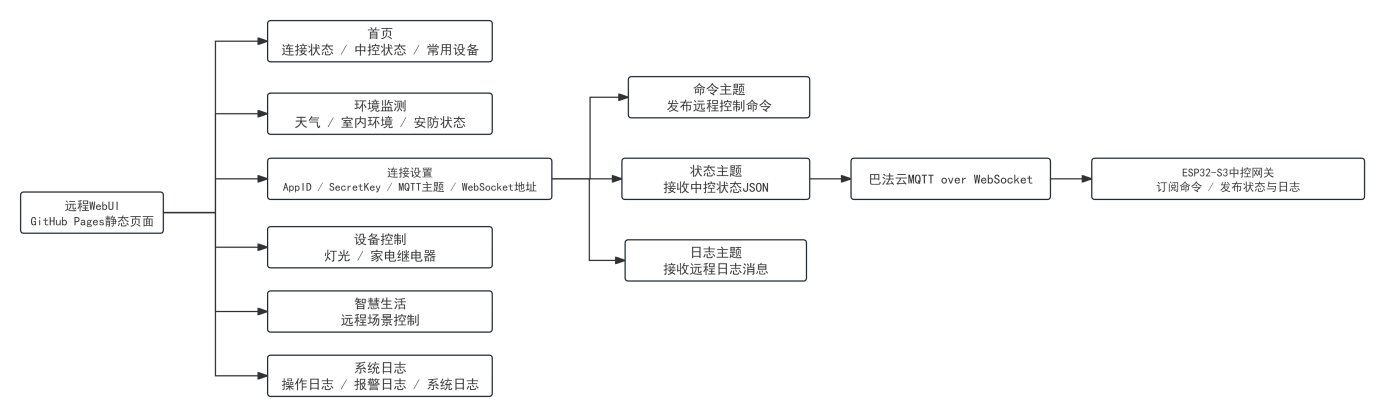 首页
连接状态 / 中控状态 / 常用设备
环境监测
天气 / 室内环境 / 安防状态
连接设置
AppID / SecretKey / MQTT主题 / WebSocket地址
远程WebUI
GitHub Pages静态页面
设备控制
灯光 / 家电继电器
智慧生活
远程场景控制
系统日志
操作日志 / 报警日志 / 系统日志
命令主题
发布远程控制命令
状态主题
接收中控状态JSON
日志主题
接收远程日志消息
巴法云MQTT over WebSocket
ESP32-S3中控网关
订阅命令 / 发布状态与日志